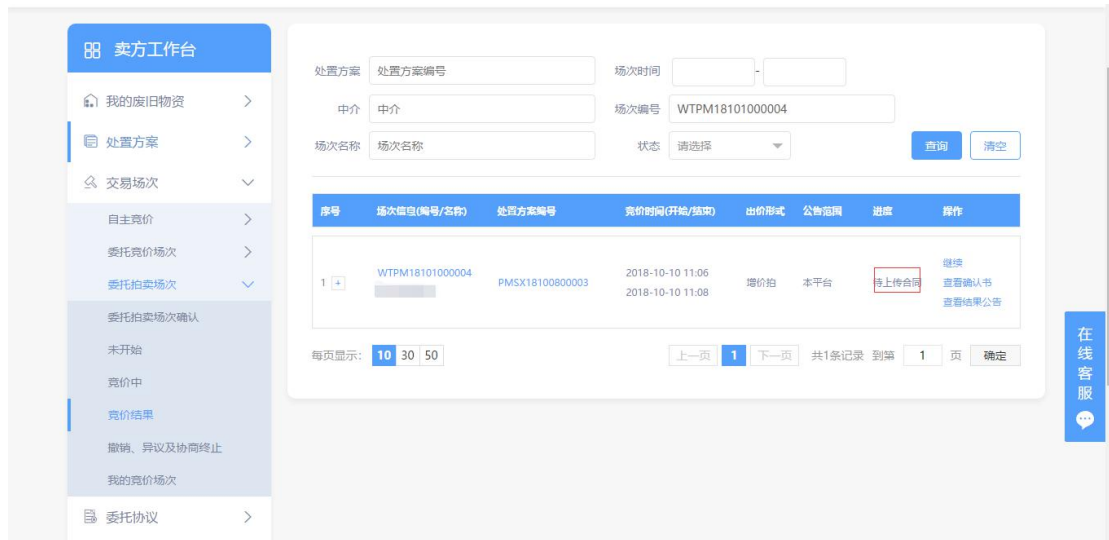 卖方工作台
我的废旧物资
处置方案
交易场次
自主竞价
委托竞价场次
委托拍卖场次
委托拍卖场次确认
未开始
竞价中
竞价结果
撤销、异议及协商终止
我的竞价场次
委托协议
处置方案 处置方案编号 场次时间 -
中介 中介 场次编号 WTPM18101000004
场次名称 场次名称 状态 请选择 查询 清空
序号 场次信息(编号/名称) 处置方案编号 竞价时间(开始/结束) 出价形式 公告范围 进度 操作
1 + WTPM18101000004 PMSX18100800003 2018-10-10 11:06 增价拍 本平台 待上传合同 继续
2018-10-10 11:08 查看确认书
查看结果公告
每页显示: 10 30 50 上一页 1 下一页 共1条记录 到第 1 页 确定
在线客服